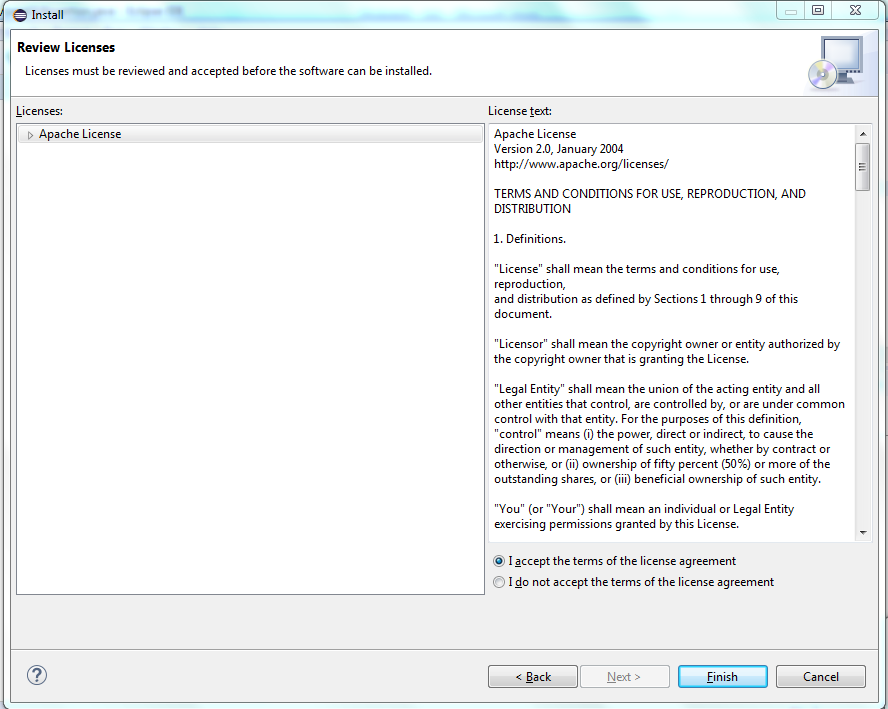 Install
Review Licenses
Licenses must be reviewed and accepted before the software can be installed.
Licenses:
Apache License
License text:
Apache License
Version 2.0, January 2004
http://www.apache.org/licenses/
TERMS AND CONDITIONS FOR USE, REPRODUCTION, AND
DISTRIBUTION
1. Definitions.
"License" shall mean the terms and conditions for use,
reproduction,
and distribution as defined by Sections 1 through 9 of this
document.
"Licensor" shall mean the copyright owner or entity authorized by
the copyright owner that is granting the License.
"Legal Entity" shall mean the union of the acting entity and all
other entities that control, are controlled by, or are under common
control with that entity. For the purposes of this definition,
"control" means (i) the power, direct or indirect, to cause the
direction or management of such entity, whether by contract or
otherwise, or (ii) ownership of fifty percent (50%) or more of the
outstanding shares, or (iii) beneficial ownership of such entity.
"You" (or "Your") shall mean an individual or Legal Entity
exercising permissions granted by this License.
I accept the terms of the license agreement
I do not accept the terms of the license agreement
?
< Back
Next >
Finish
Cancel